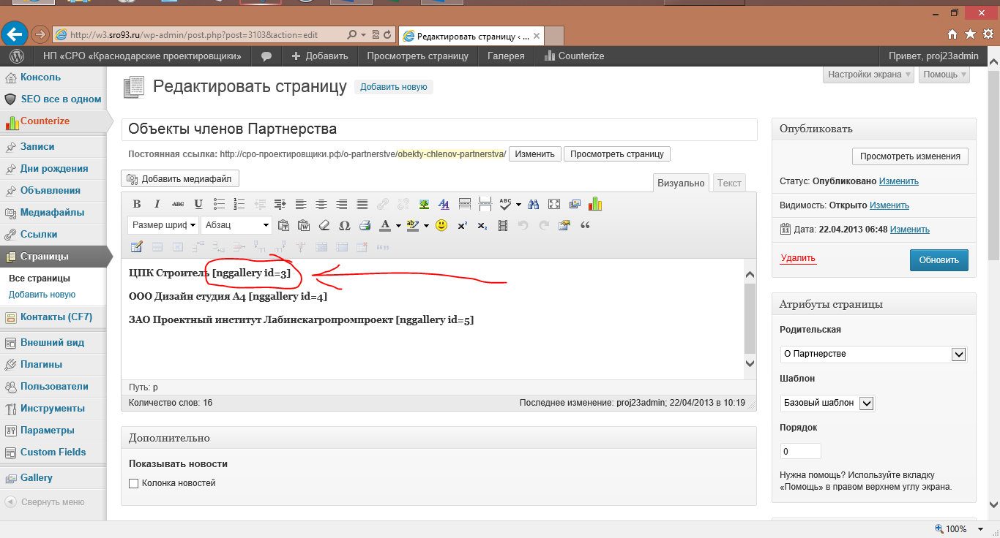 http://w3.sro93.ru/wp-admin/post.php?post=3103&action=edit
Редактировать страницу ‹ ...
НП «СРО «Краснодарские проектировщики»
Добавить
Просмотреть страницу
Галерея
Counterize
Привет, proj23admin
Консоль
SEO все в одном
Counterize
Записи
Дни рождения
Объявления
Медиафайлы
Ссылки
Страницы
Все страницы
Добавить новую
Контакты (CF7)
Внешний вид
Плагины
Пользователи
Инструменты
Параметры
Custom Fields
Gallery
Свернуть меню
Настройки экрана
Помощь
Редактировать страницу
Добавить новую
Объекты членов Партнерства
Постоянная ссылка: http://сро-проектировщики.рф/o-partnerstve/obekty-chlenov-partnerstva/ Изменить Просмотреть страницу
Добавить медиафайл
Визуально
Текст
B I ABC U
ABC
Размер шриф
Абзац
ЦПК Строитель [nggallery id=3]
ООО Дизайн студия А4 [nggallery id=4]
ЗАО Проектный институт Лабинскагропромпроект [nggallery id=5]
Путь: p
Количество слов: 16
Последнее изменение: proj23admin; 22/04/2013 в 10:19
Дополнительно
Показывать новости
Колонка новостей
Опубликовать
Просмотреть изменения
Статус: Опубликовано Изменить
Видимость: Открыто Изменить
Дата: 22.04.2013 06:48 Изменить
Удалить
Обновить
Атрибуты страницы
Родительская
О Партнерстве
Шаблон
Базовый шаблон
Порядок
0
Нужна помощь? Используйте вкладку
«Помощь» в правом верхнем углу экрана.
100%